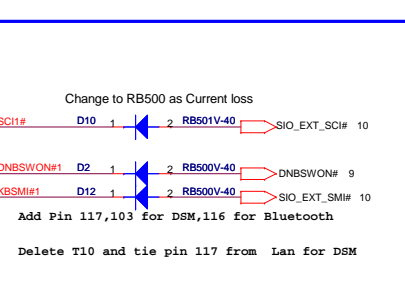 Change to RB500 as Current loss
SCI1# D10 1 2 RB501V-40 SIO_EXT_SCI# 10
DNBSWON#1 D2 1 2 RB500V-40 DNBSWON# 9
KBSMI#1 D12 1 2 RB500V-40 SIO_EXT_SMI# 10
Add Pin 117,103 for DSM,116 for Bluetooth
Delete T10 and tie pin 117 from Lan for DSM